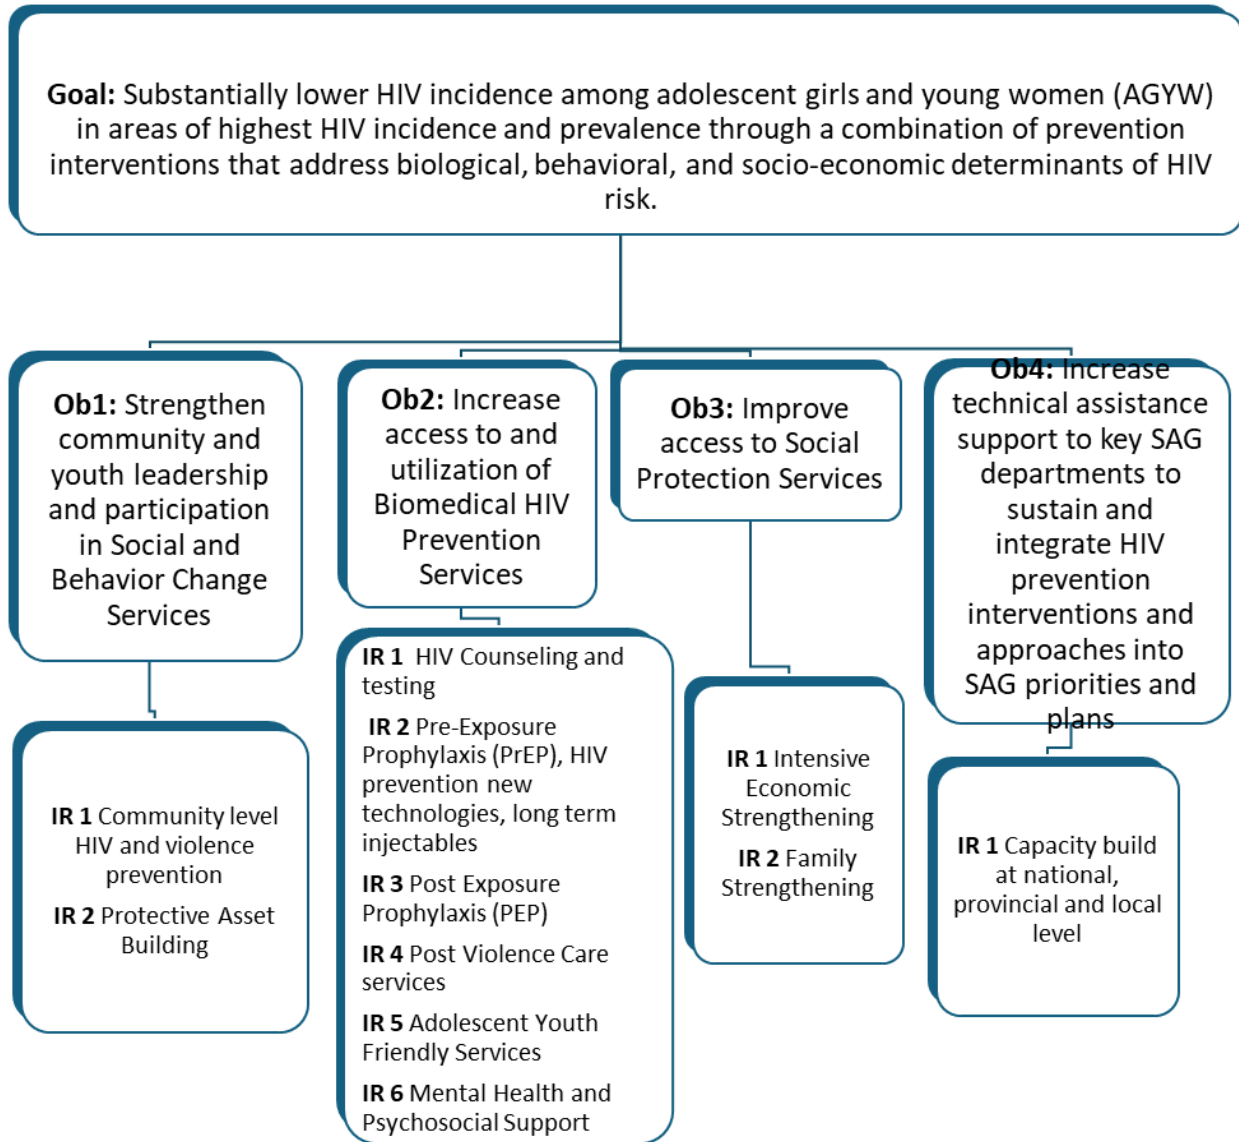 Goal: Substantially lower HIV incidence among adolescent girls and young women (AGYW)
in areas of highest HIV incidence and prevalence through a combination of prevention
interventions that address biological, behavioral, and socio-economic determinants of HIV
risk.
Ob1: Strengthen
community and
youth leadership
and participation
in Social and
Behavior Change
Services
IR 1 Community level
HIV and violence
prevention
IR 2 Protective Asset
Building
Ob2: Increase
access to and
utilization of
Biomedical HIV
Prevention
Services
IR 1 HIV Counseling and
testing
IR 2 Pre-Exposure
Prophylaxis (PrEP), HIV
prevention new
technologies, long term
injectables
IR 3 Post Exposure
Prophylaxis (PEP)
IR 4 Post Violence Care
services
IR 5 Adolescent Youth
Friendly Services
IR 6 Mental Health and
Psychosocial Support
Ob3: Improve
access to Social
Protection Services
IR 1 Intensive
Economic
Strengthening
IR 2 Family
Strengthening
Ob4: Increase
technical assistance
support to key SAG
departments to
sustain and
integrate HIV
prevention
interventions and
approaches into
SAG priorities and
plans
IR 1 Capacity build
at national,
provincial and local
level